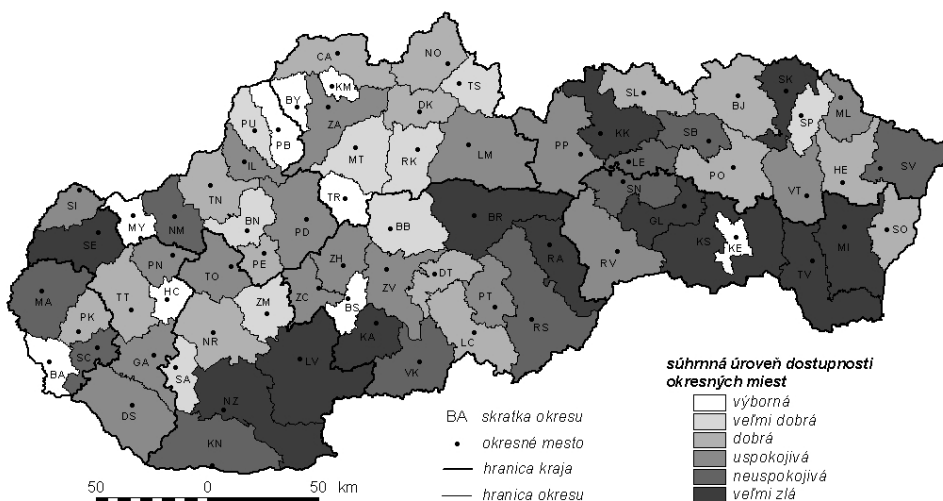 NO
CA
TS
KM
BY
DK
ZA
PU
PB
IL
MT
RK
LM
SK
SL
BJ
SP
ML
KK
SB
PP
LE
PO
HE
SV
VT
SN
TN
BN
TR
BB
BR
SI
MY
NM
SE
PD
GL
KS
KE
MI
SO
RA
RV
TV
PN
TO
PE
ZH
ZV
DT
MA
TT
HC
ZM
ZC
BS
PT
RS
PK
NR
KA
LC
SC
GA
SA
LV
VK
BA
DS
NZ
KN
súhrnná úroveň dostupnosti
okresných miest
výborná
veľmi dobrá
dobrá
uspokojivá
neuspokojivá
veľmi zlá
BA skratka okresu
okresné mesto
hranica kraja
hranica okresu
50 0 50 km